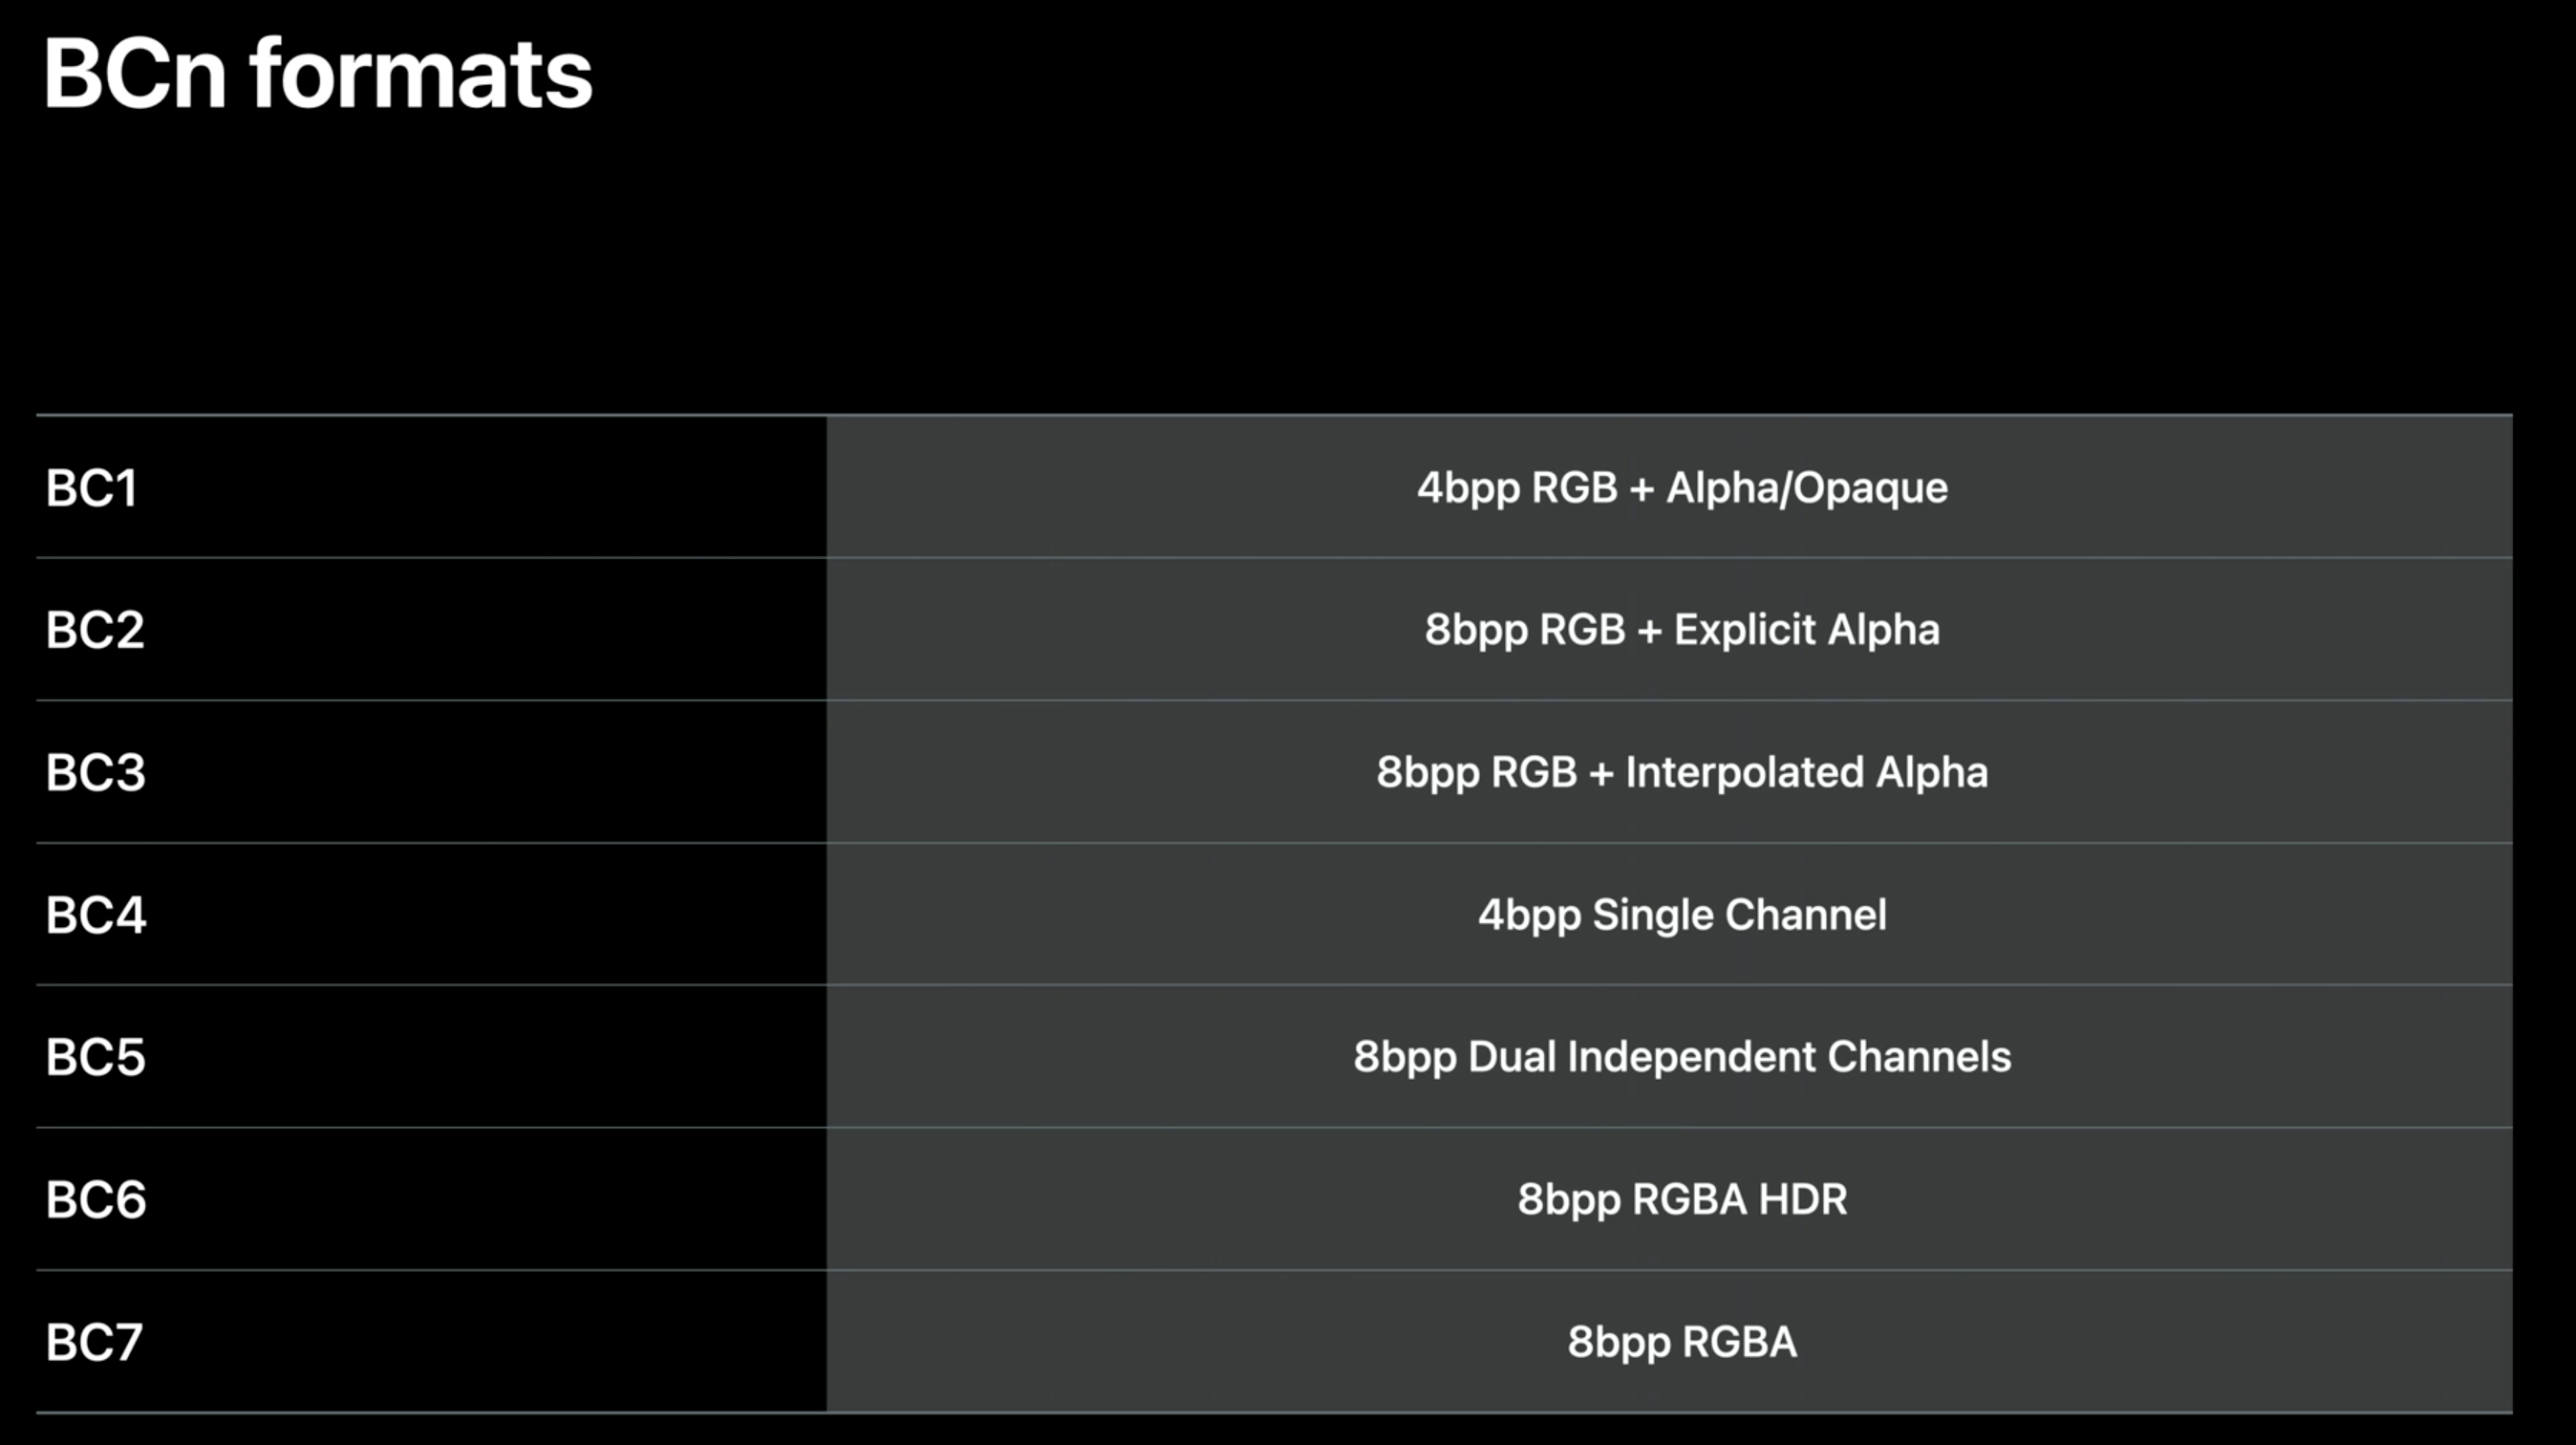 BCn formats
BC1 4bpp RGB + Alpha/Opaque
BC2 8bpp RGB + Explicit Alpha
BC3 8bpp RGB + Interpolated Alpha
BC4 4bpp Single Channel
BC5 8bpp Dual Independent Channels
BC6 8bpp RGBA HDR
BC7 8bpp RGBA